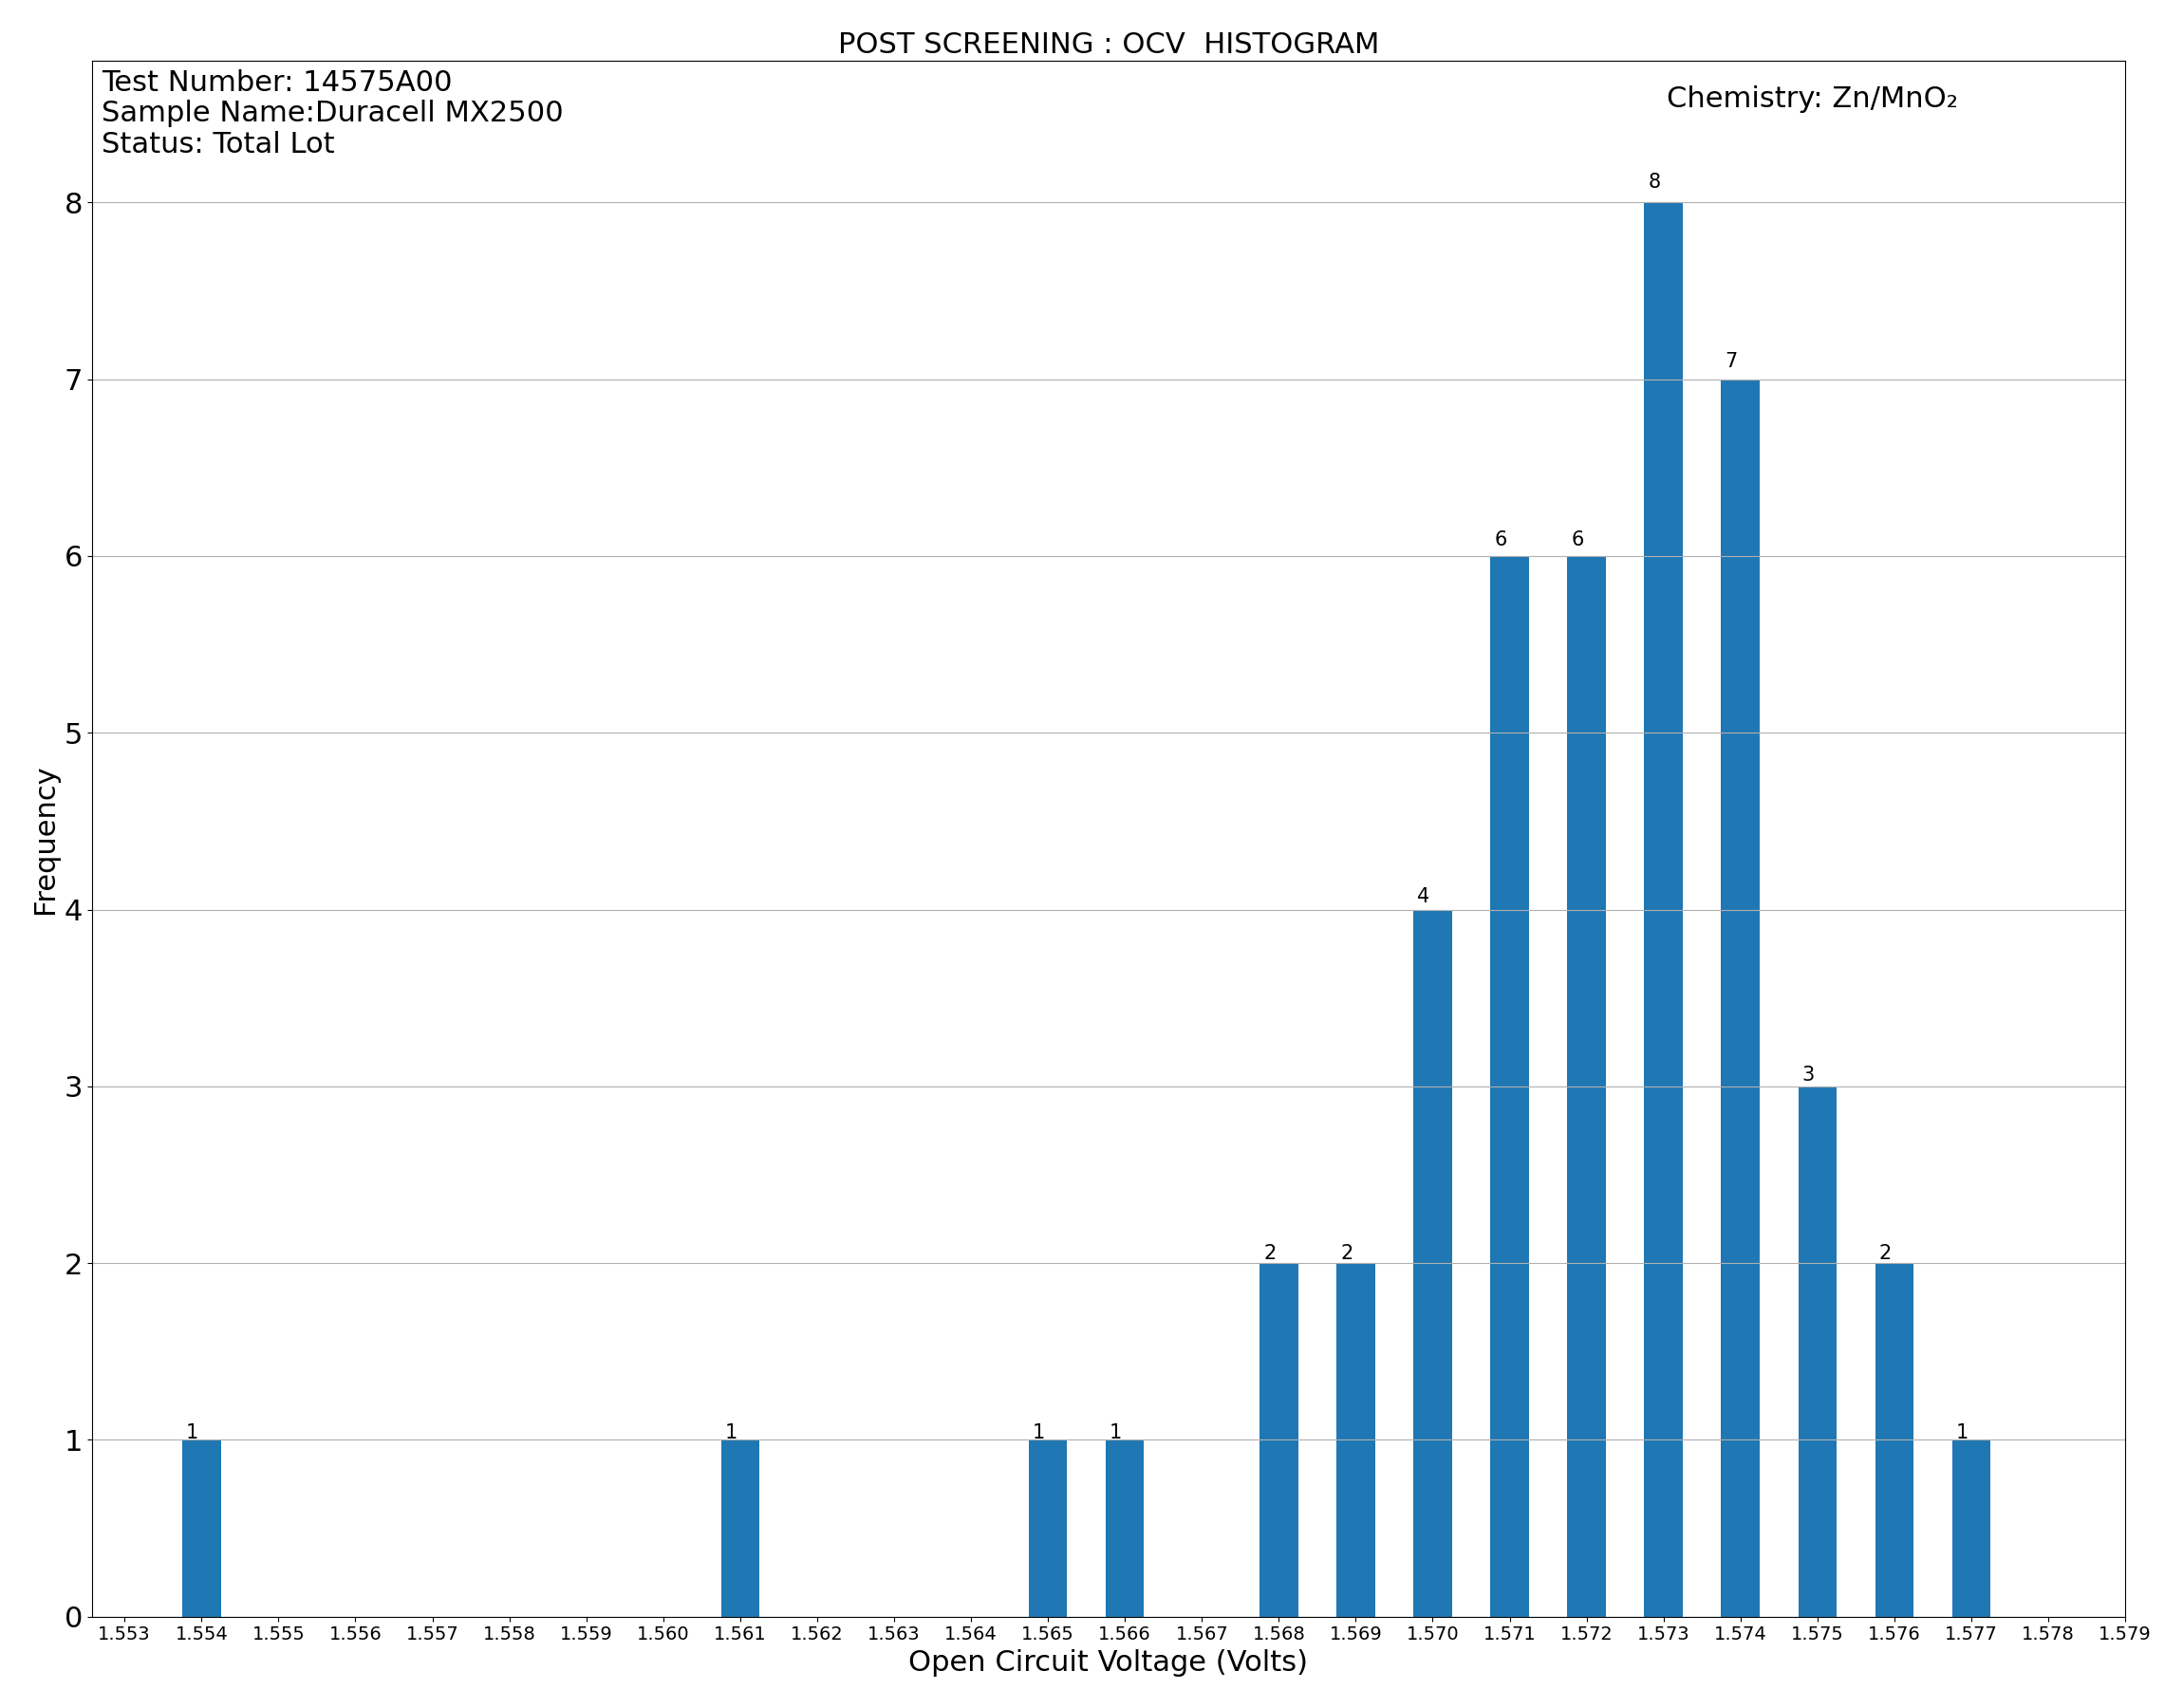 POST SCREENING : OCV  HISTOGRAM
Test Number: 14575A00
Sample Name:Duracell MX2500
Status: Total Lot
Chemistry: Zn/MnO₂
8
8
7
7
6
6
6
5
4
4
3
3
2
2
2
2
1
1
1
1
1
1
0
Frequency
1.553 1.554 1.555 1.556 1.557 1.558 1.559 1.560 1.561 1.562 1.563 1.564 1.565 1.566 1.567 1.568 1.569 1.570 1.571 1.572 1.573 1.574 1.575 1.576 1.577 1.578 1.579
Open Circuit Voltage (Volts)